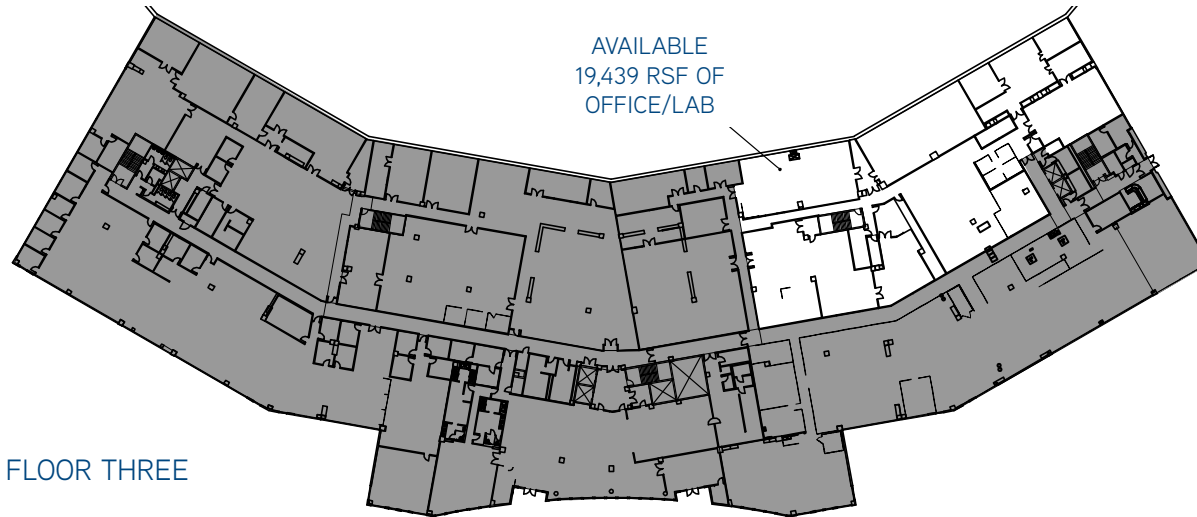 AVAILABLE
19,439 RSF OF
OFFICE/LAB
FLOOR THREE